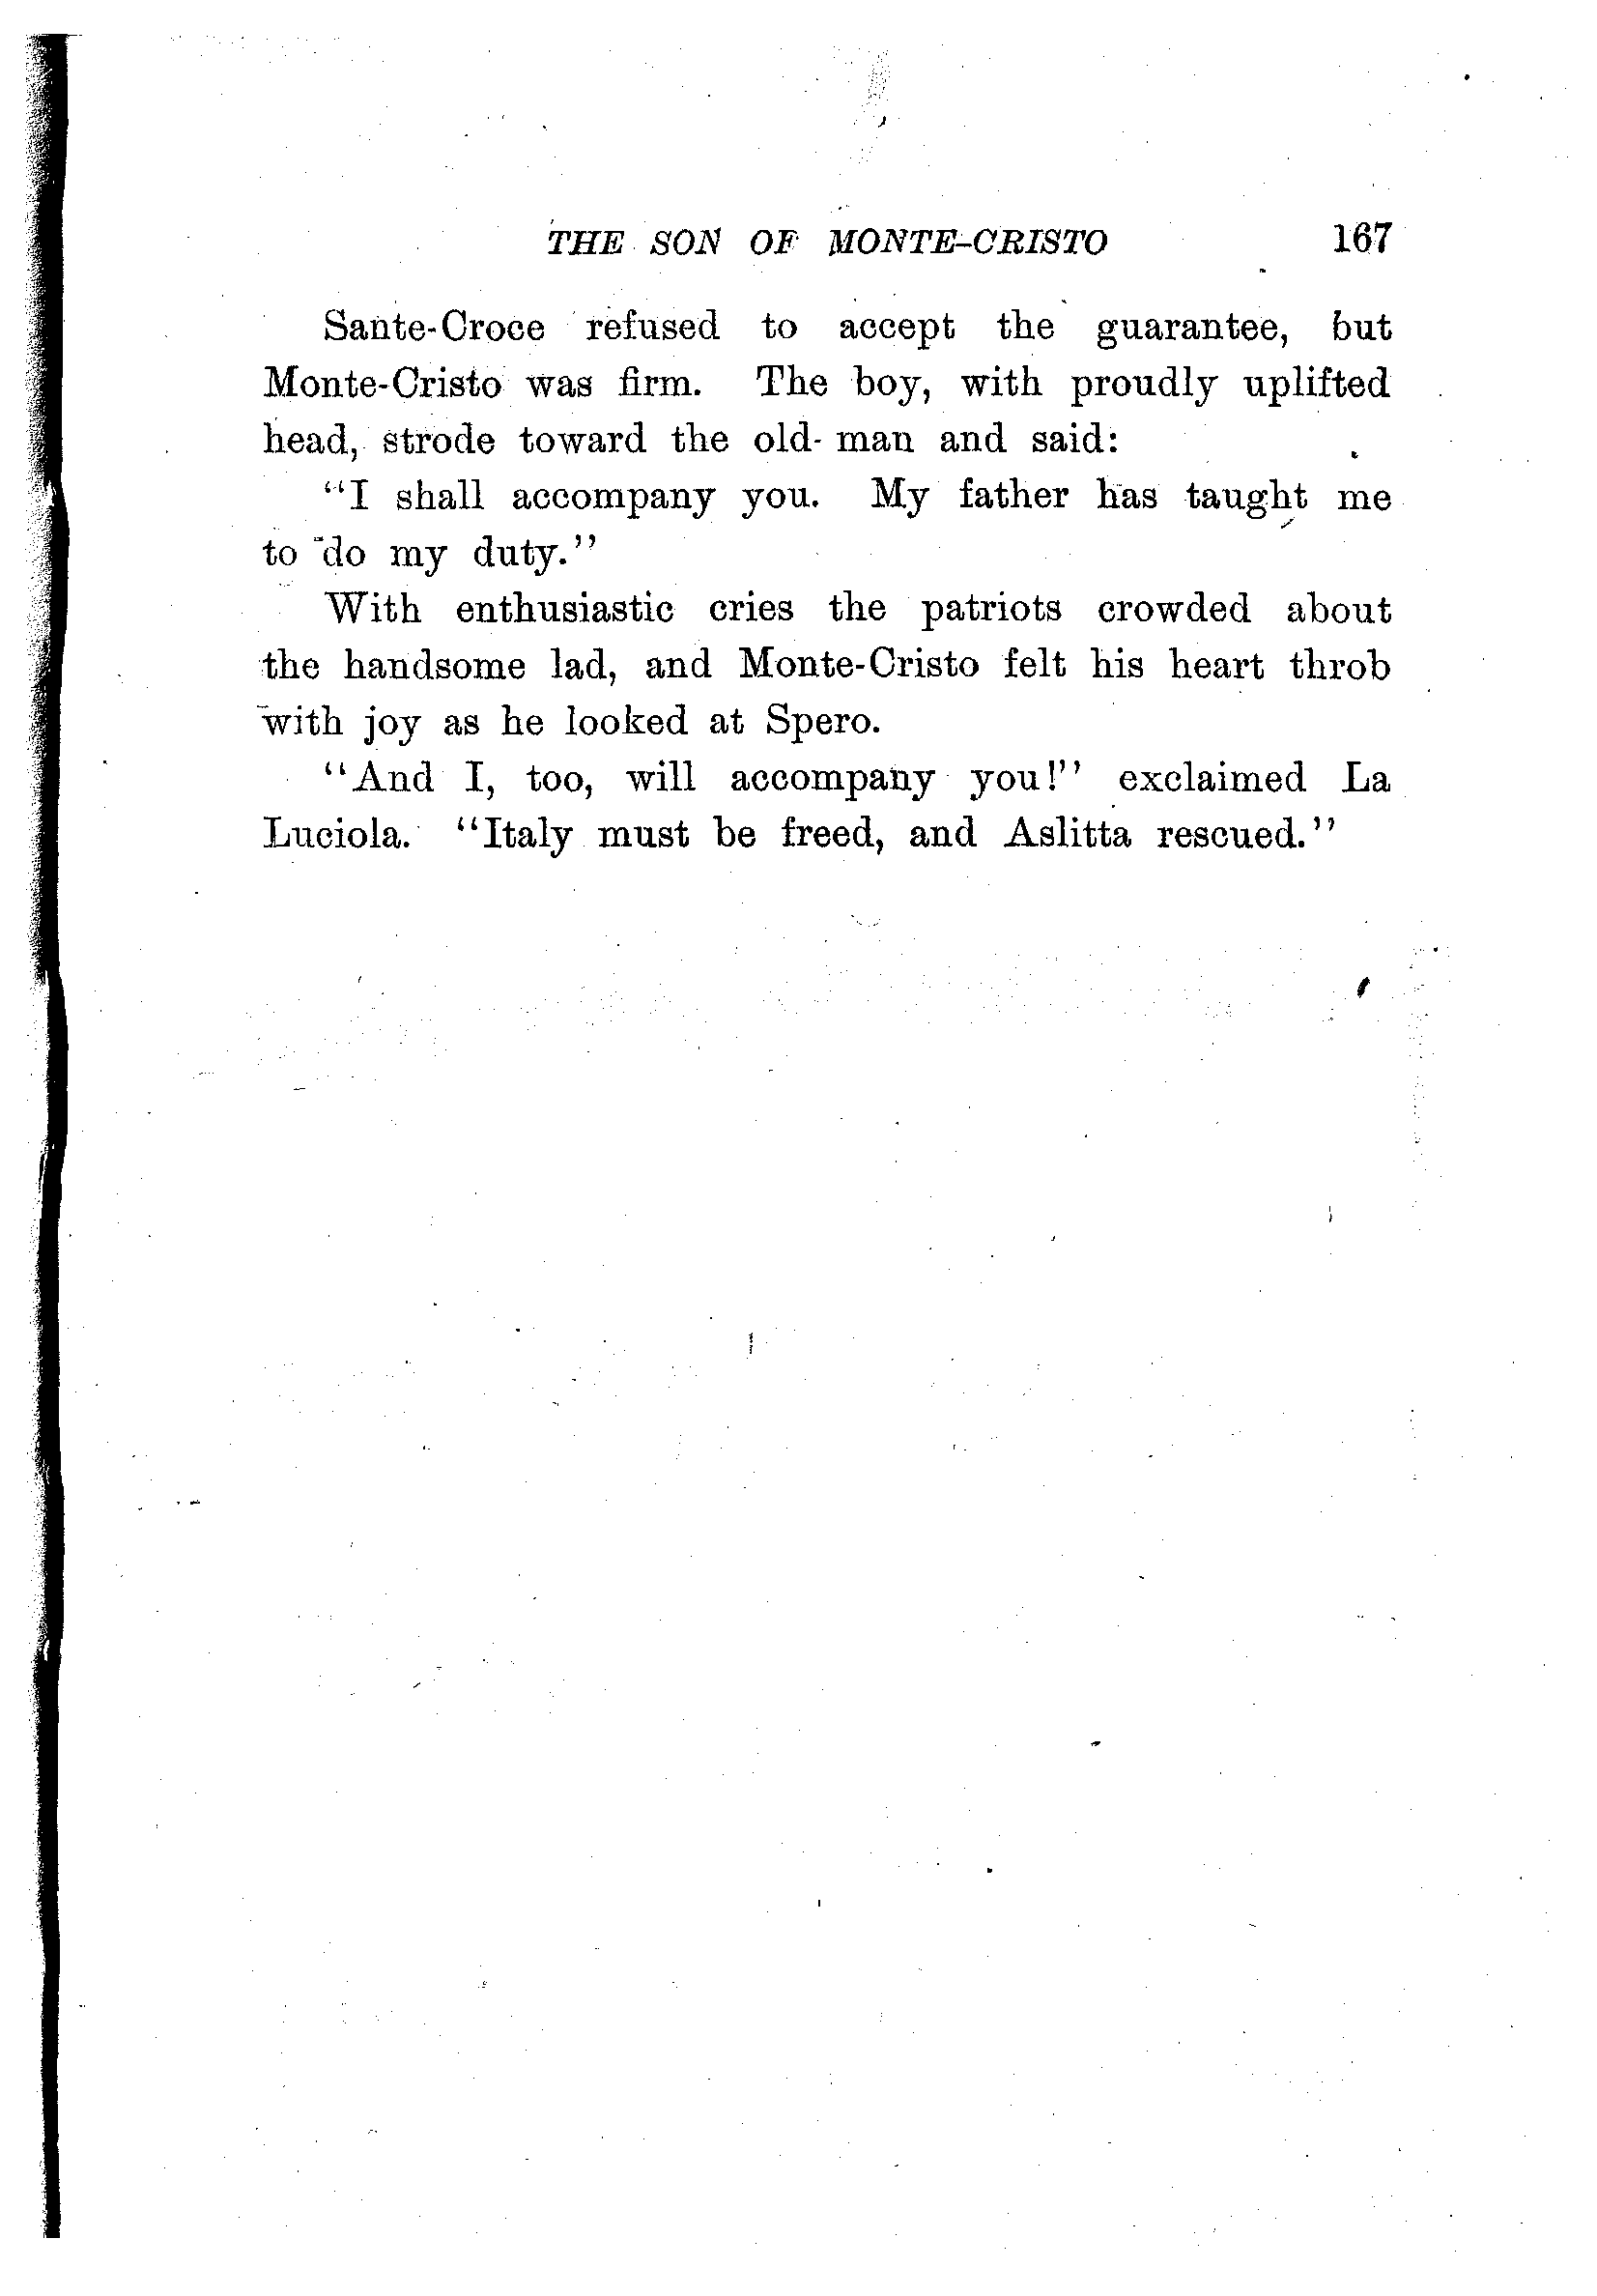 THE SON OF MONTE-CRISTO 167
Sante-Croce refused to accept the guarantee, but
Monte-Cristo was firm. The boy, with proudly uplifted
head, strode toward the old man and said:
"I shall accompany you. My father has taught me
to do my duty."
With enthusiastic cries the patriots crowded about
the handsome lad, and Monte-Cristo felt his heart throb
with joy as he looked at Spero.
"And I, too, will accompany you!" exclaimed La
Luciola. "Italy must be freed, and Aslitta rescued."